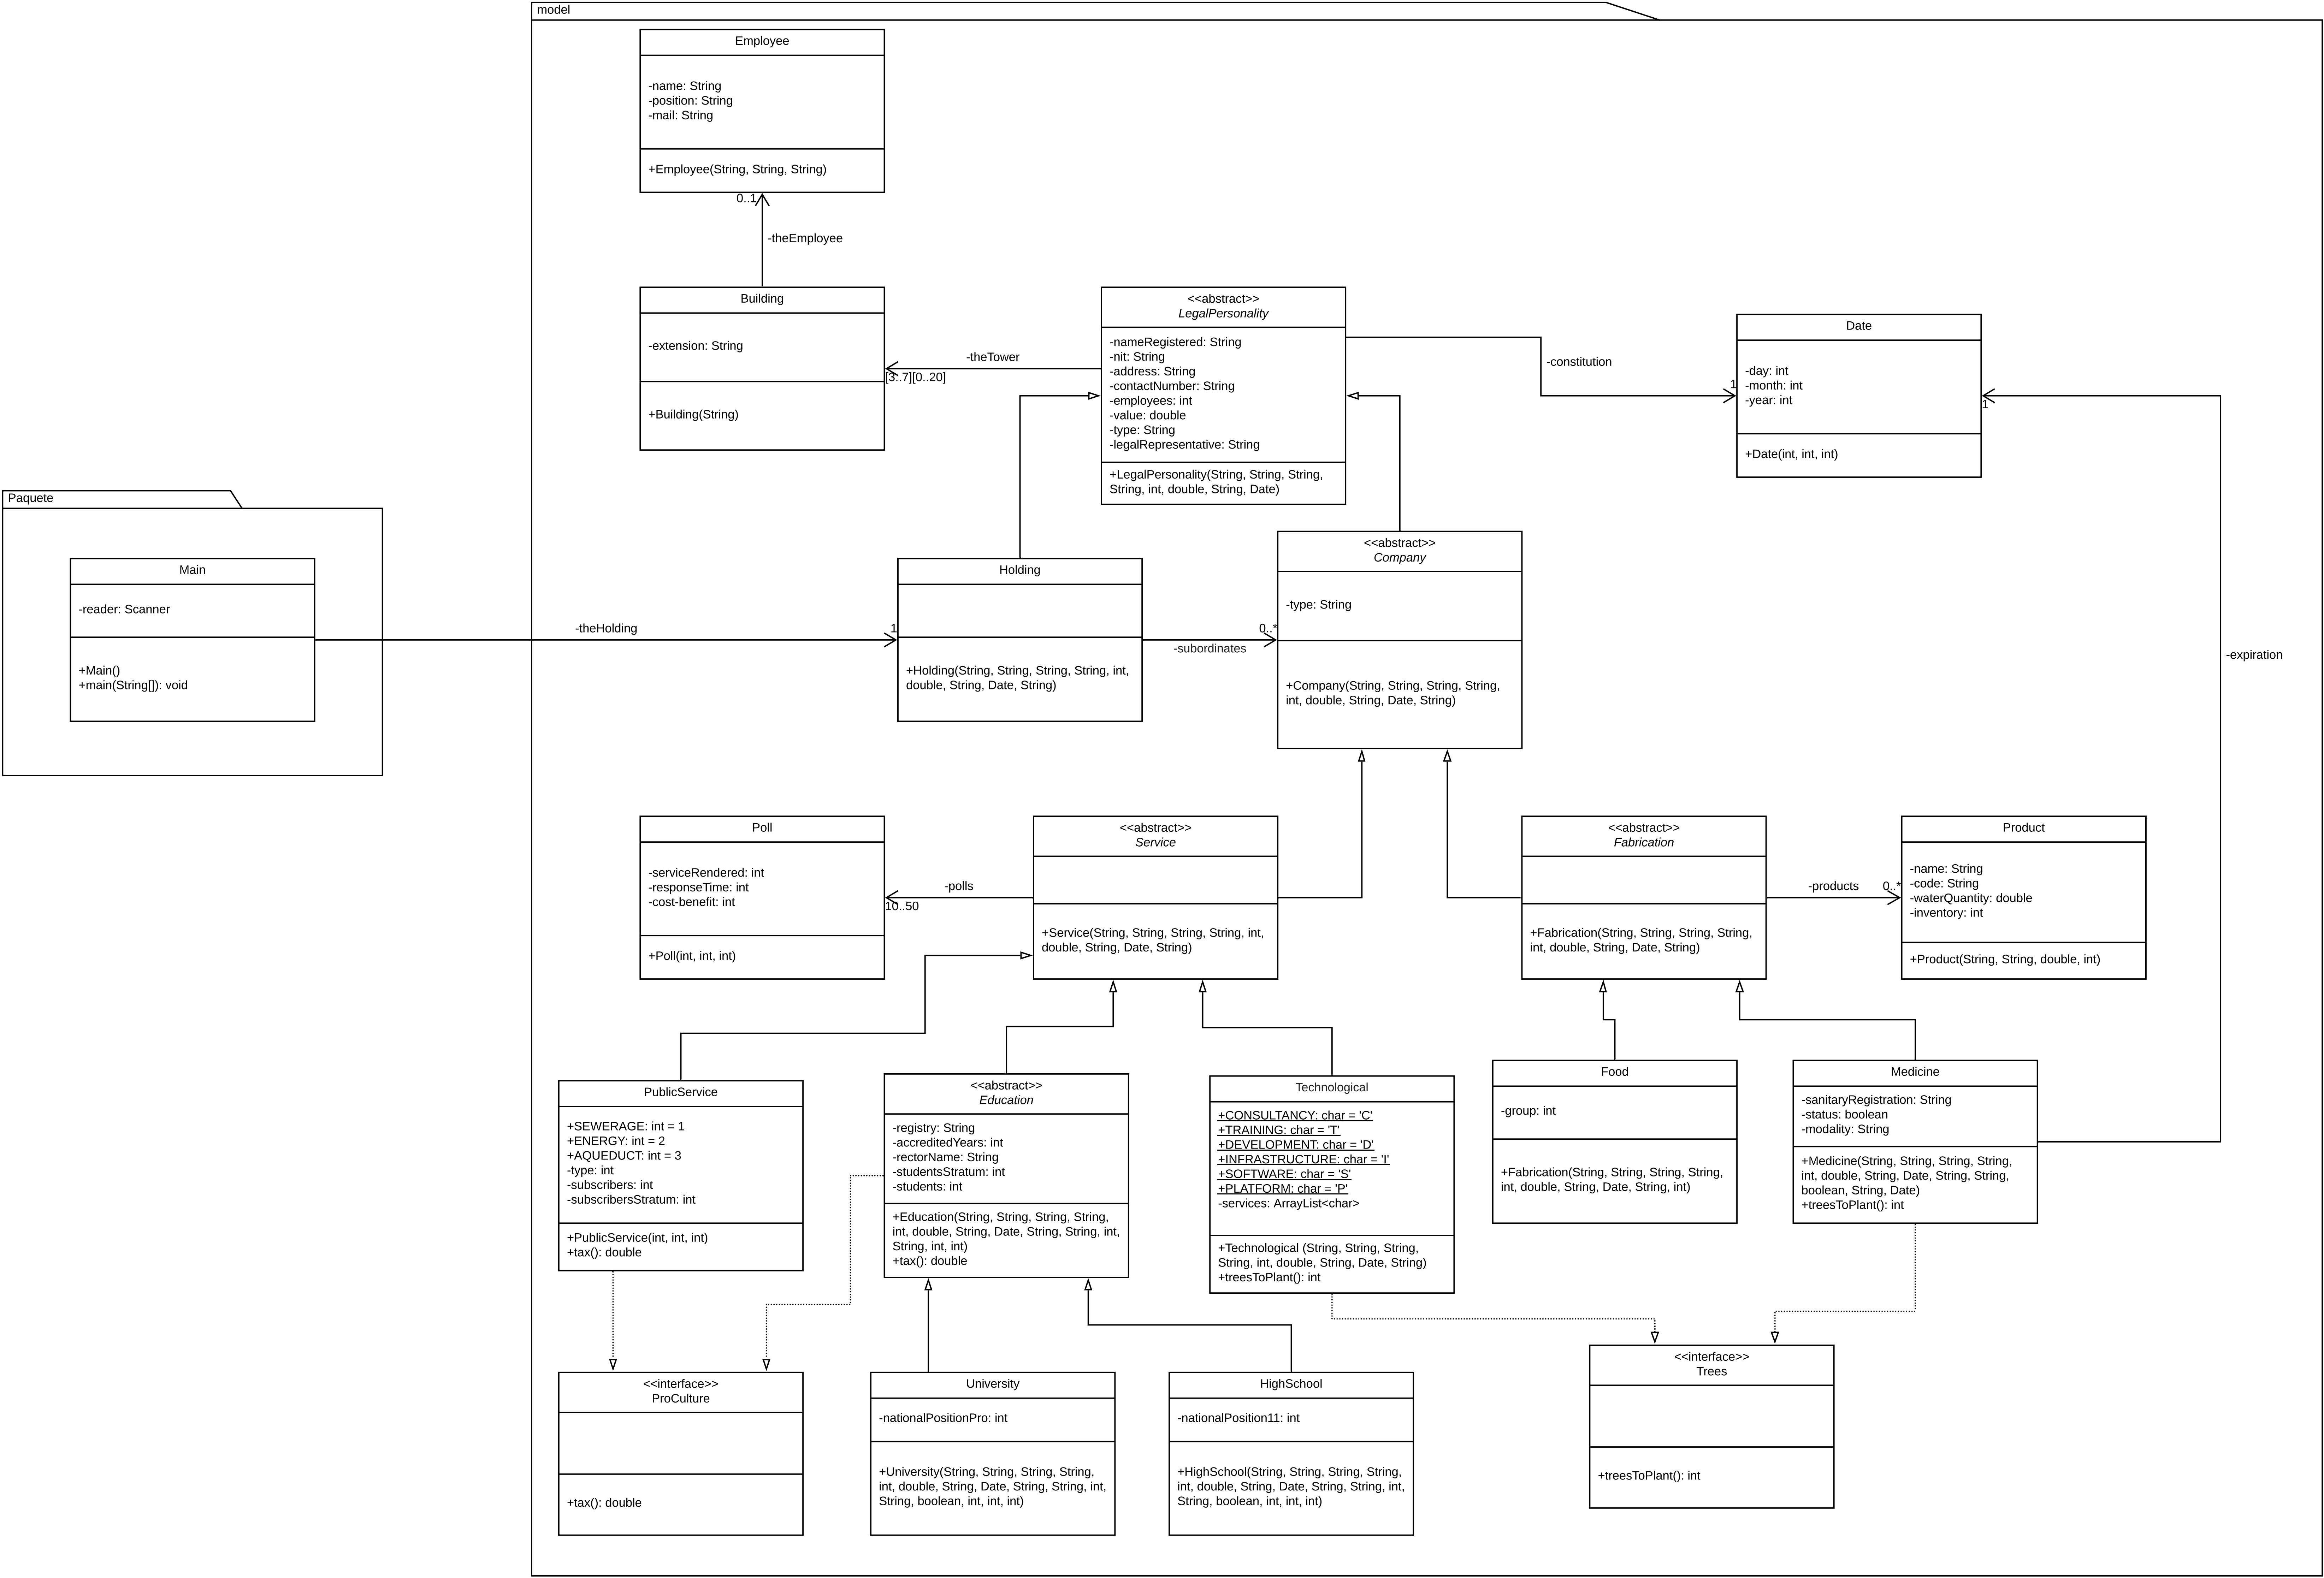 model
Employee
-name: String
-position: String
-mail: String
+Employee(String, String, String)
0..1
-theEmployee
Building
-extension: String
+Building(String)
-theTower
[3..7][0..20]
<<abstract>>
LegalPersonality
-nameRegistered: String
-nit: String
-address: String
-contactNumber: String
-employees: int
-value: double
-type: String
-legalRepresentative: String
+LegalPersonality(String, String, String,
String, int, double, String, Date)
-constitution
1
Date
-day: int
-month: int
-year: int
+Date(int, int, int)
1
-expiration
Paquete
Main
-reader: Scanner
+Main()
+main(String[]): void
-theHolding
1
Holding
+Holding(String, String, String, String, int,
double, String, Date, String)
0..*
-subordinates
<<abstract>>
Company
-type: String
+Company(String, String, String, String,
int, double, String, Date, String)
Poll
-serviceRendered: int
-responseTime: int
-cost-benefit: int
+Poll(int, int, int)
-polls
10..50
<<abstract>>
Service
+Service(String, String, String, String, int,
double, String, Date, String)
<<abstract>>
Fabrication
+Fabrication(String, String, String, String,
int, double, String, Date, String)
-products
0..*
Product
-name: String
-code: String
-waterQuantity: double
-inventory: int
+Product(String, String, double, int)
PublicService
+SEWERAGE: int = 1
+ENERGY: int = 2
+AQUEDUCT: int = 3
-type: int
-subscribers: int
-subscribersStratum: int
+PublicService(int, int, int)
+tax(): double
<<abstract>>
Education
-registry: String
-accreditedYears: int
-rectorName: String
-studentsStratum: int
-students: int
+Education(String, String, String, String,
int, double, String, Date, String, String, int,
String, int, int)
+tax(): double
Technological
+CONSULTANCY: char = 'C'
+TRAINING: char = 'T'
+DEVELOPMENT: char = 'D'
+INFRASTRUCTURE: char = 'I'
+SOFTWARE: char = 'S'
+PLATFORM: char = 'P'
-services: ArrayList<char>
+Technological (String, String, String,
String, int, double, String, Date, String)
+treesToPlant(): int
Food
-group: int
+Fabrication(String, String, String, String,
int, double, String, Date, String, int)
Medicine
-sanitaryRegistration: String
-status: boolean
-modality: String
+Medicine(String, String, String, String,
int, double, String, Date, String, String,
boolean, String, Date)
+treesToPlant(): int
<<interface>>
ProCulture
+tax(): double
University
-nationalPositionPro: int
+University(String, String, String, String,
int, double, String, Date, String, String, int,
String, boolean, int, int, int)
HighSchool
-nationalPosition11: int
+HighSchool(String, String, String, String,
int, double, String, Date, String, String, int,
String, boolean, int, int, int)
<<interface>>
Trees
+treesToPlant(): int